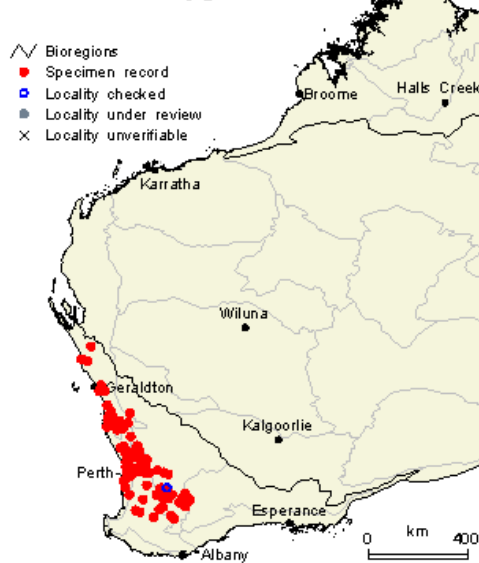 Bioregions
Specimen record
Locality checked
Locality under review
Locality unverifiable
Broome
Halls Creek
Karratha
Wiluna
Geraldton
Kalgoorlie
Perth
Esperance
Albany
km
0 400